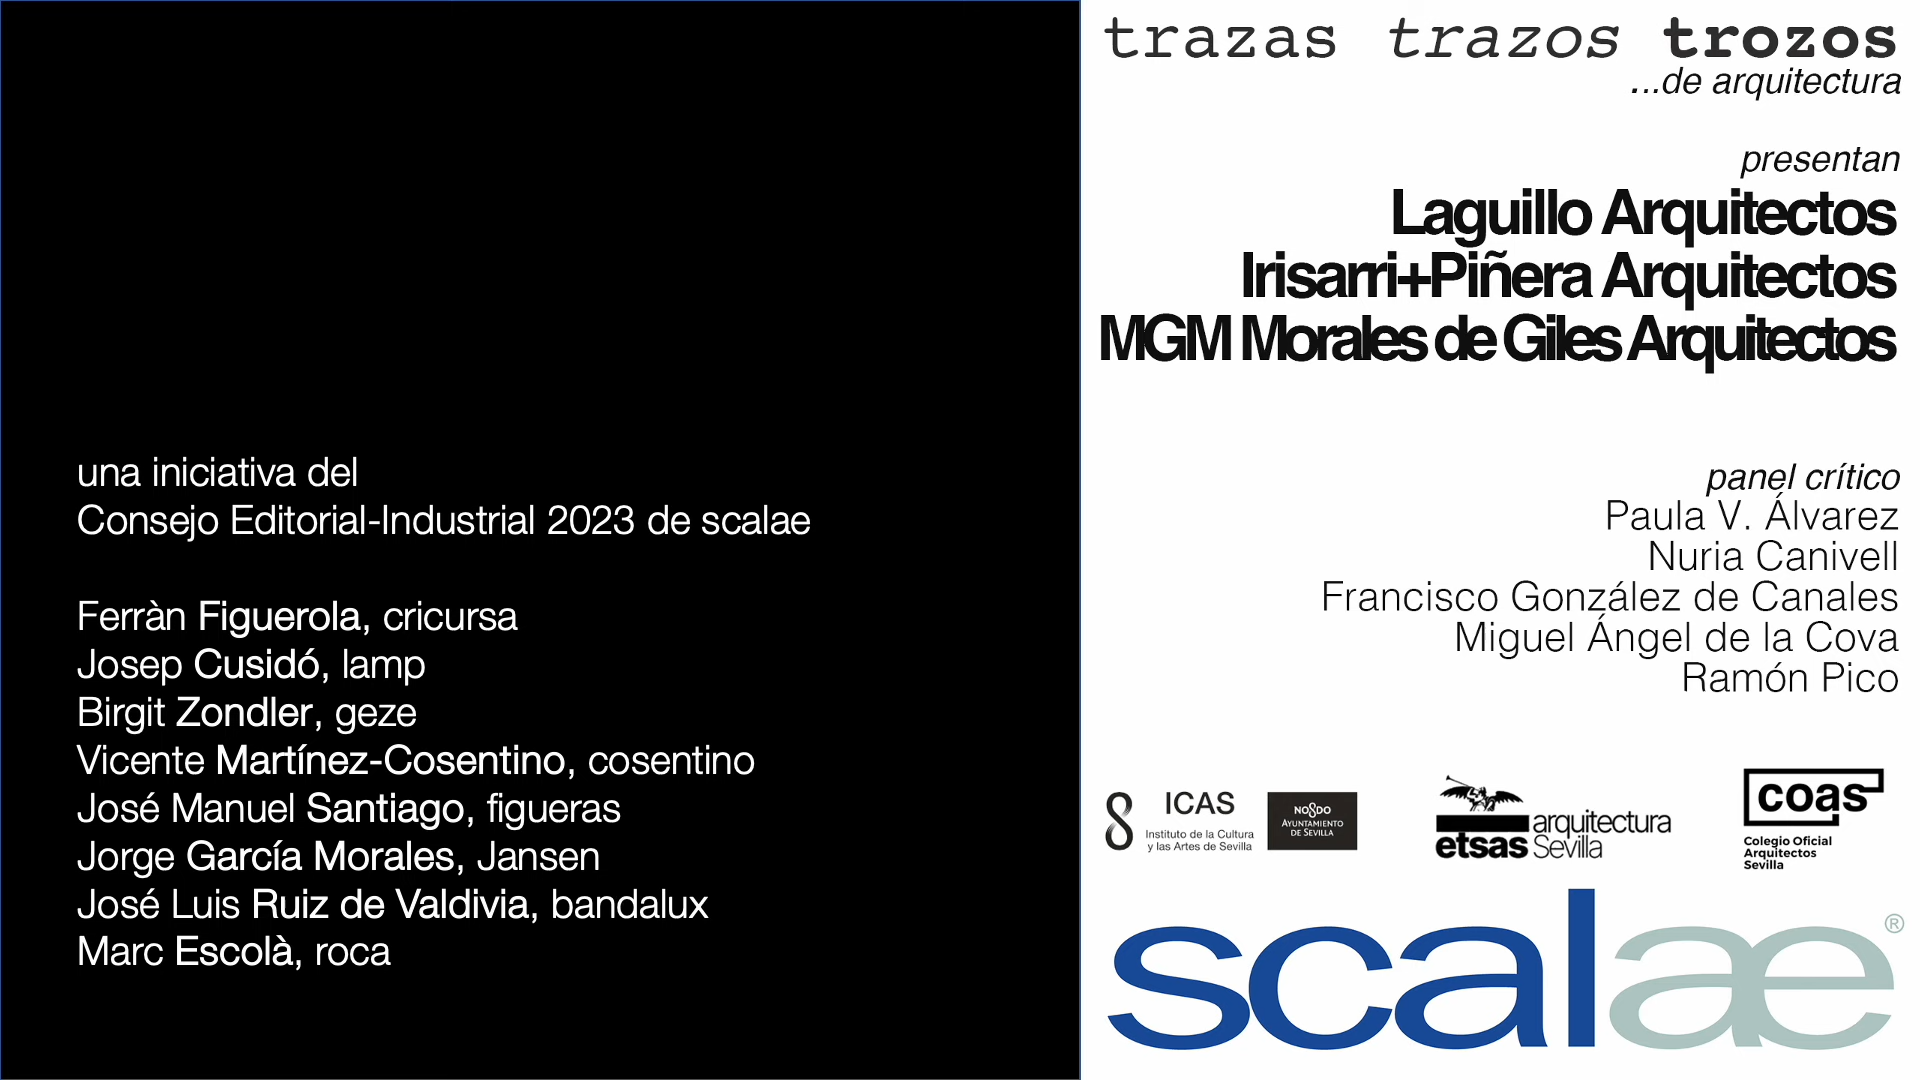 una iniciativa del
Consejo Editorial-Industrial 2023 de scalae
Ferràn Figuerola, cricursa
Josep Cusidó, lamp
Birgit Zondler, geze
Vicente Martínez-Cosentino, cosentino
José Manuel Santiago, figueras
Jorge García Morales, Jansen
José Luis Ruiz de Valdivia, bandalux
Marc Escolà, roca
trazas trazos trozos
...de arquitectura
presentan
Laguillo Arquitectos
Irisarri+Piñera Arquitectos
MGM Morales de Giles Arquitectos
panel crítico
Paula V. Álvarez
Nuria Canivell
Francisco González de Canales
Miguel Ángel de la Cova
Ramón Pico
ICAS
Instituto de la Cultura
y las Artes de Sevilla
NO8DO
AYUNTAMIENTO
DE SEVILLA
etsas arquitectura
Sevilla
coas
Colegio Oficial
Arquitectos
Sevilla
scalae®